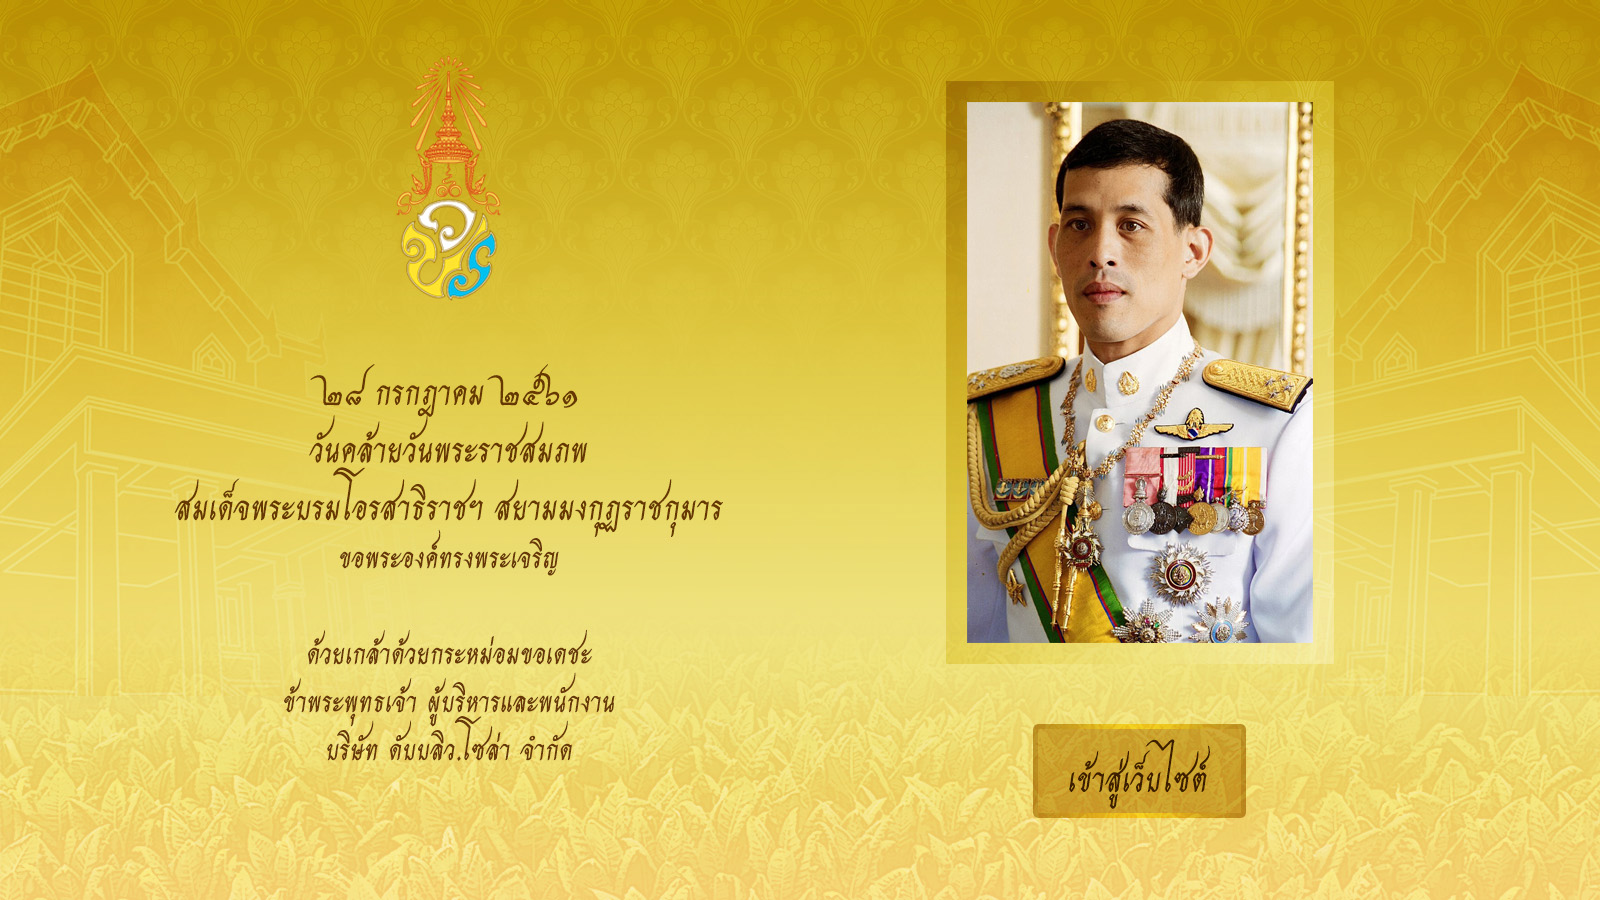 ๒๘ กรกฎาคม ๒๕๖๑
วันคล้ายวันพระราชสมภพ
สมเด็จพระบรมโอรสาธิราชฯ สยามมงกุฎราชกุมาร
ขอพระองค์ทรงพระเจริญ
ด้วยเกล้าด้วยกระหม่อมขอเดชะ
ข้าพระพุทธเจ้า ผู้บริหารและพนักงาน
บริษัท ดับบลิว.โซล่า จำกัด
เข้าสู่เว็บไซต์